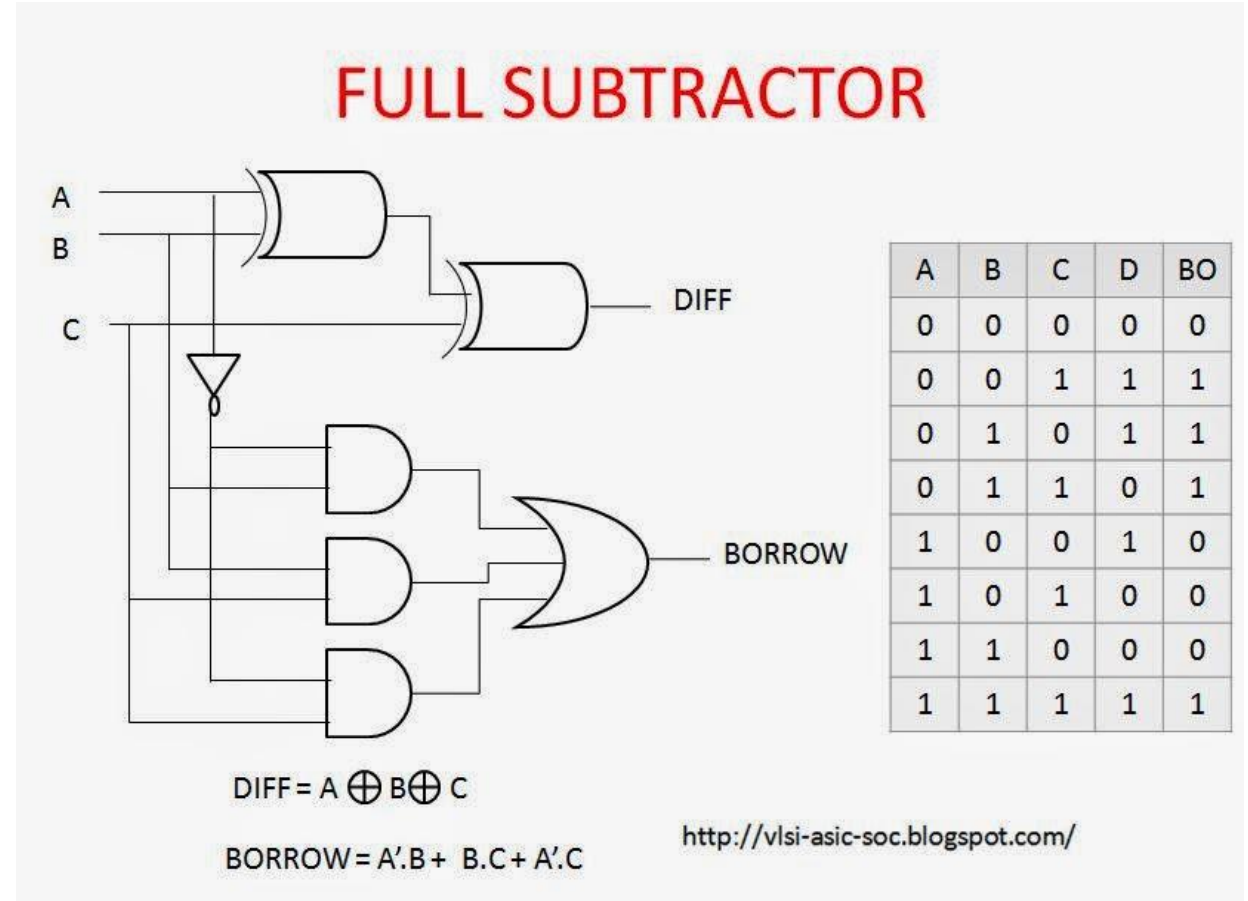 FULL SUBTRACTOR
A
B
C
DIFF
BORROW
A B C D BO
0 0 0 0 0
0 0 1 1 1
0 1 0 1 1
0 1 1 0 1
1 0 0 1 0
1 0 1 0 0
1 1 0 0 0
1 1 1 1 1
DIFF = A ⊕ B ⊕ C
BORROW = A’.B + B.C + A’.C
http://vlsi-asic-soc.blogspot.com/